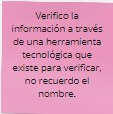 Verifico la
información a través
de una herramienta
tecnológica que
existe para verificar,
no recuerdo el
nombre.